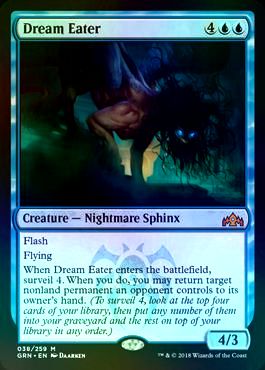 Dream Eater 4
Creature — Nightmare Sphinx
Flash
Flying
When Dream Eater enters the battlefield,
surveil 4. When you do, you may return target
nonland permanent an opponent controls to its
owner's hand. (To surveil 4, look at the top four
cards of your library, then put any number of them
into your graveyard and the rest on top of your
library in any order.)
4/3
038/259 M
GRN • EN Daarken
™ & © 2018 Wizards of the Coast